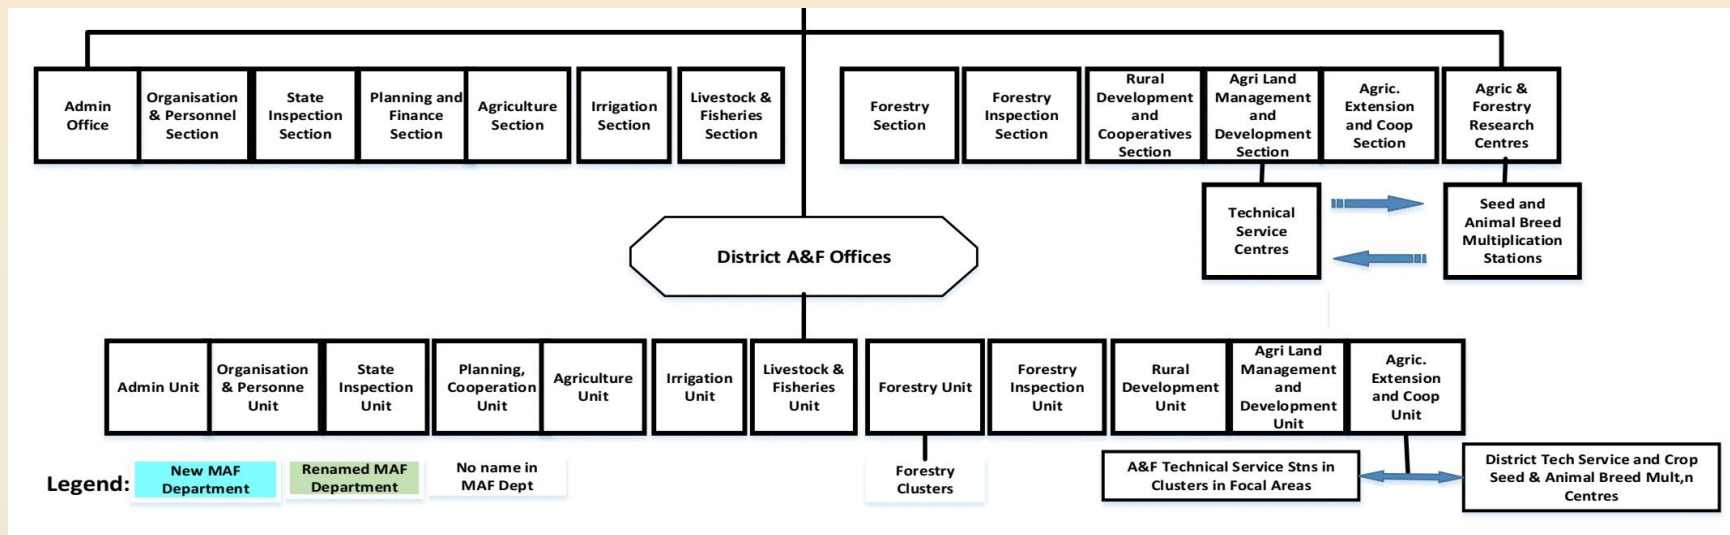 Admin
Office
Organisation
& Personnel
Section
State
Inspection
Section
Planning and
Finance
Section
Agriculture
Section
Irrigation
Section
Livestock &
Fisheries
Section
Forestry
Section
Forestry
Inspection
Section
Rural
Development
and
Cooperatives
Section
Agri Land
Management
and
Development
Section
Agric.
Extension
and Coop
Section
Agric &
Forestry
Research
Centres
Technical
Service
Centres
Seed and
Animal Breed
Multiplication
Stations
District A&F Offices
Admin Unit
Organisation
& Personne
Unit
State
Inspection
Unit
Planning,
Cooperation
Unit
Agriculture
Unit
Irrigation
Unit
Livestock &
Fisheries
Unit
Forestry Unit
Forestry
Inspection
Unit
Rural
Development
Unit
Agri Land
Management
and
Development
Unit
Agric.
Extension
and Coop
Unit
Legend:
New MAF
Department
Renamed MAF
Department
No name in
MAF Dept
Forestry
Clusters
A&F Technical Service Stns in
Clusters in Focal Areas
District Tech Service and Crop
Seed & Animal Breed Mult,n
Centres